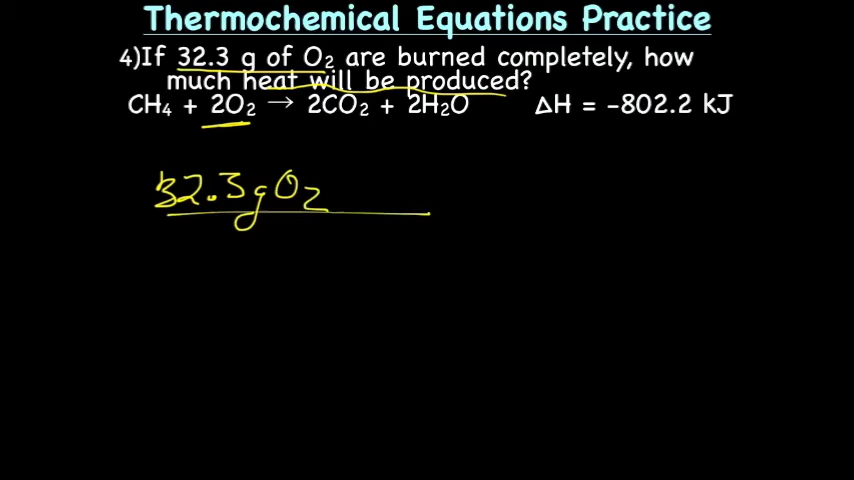 Thermochemical Equations Practice
4)If 32.3 g of O₂ are burned completely, how
much heat will be produced?
CH₄ + 2O₂ → 2CO₂ + 2H₂O ΔH = -802.2 kJ
32.3 g O₂